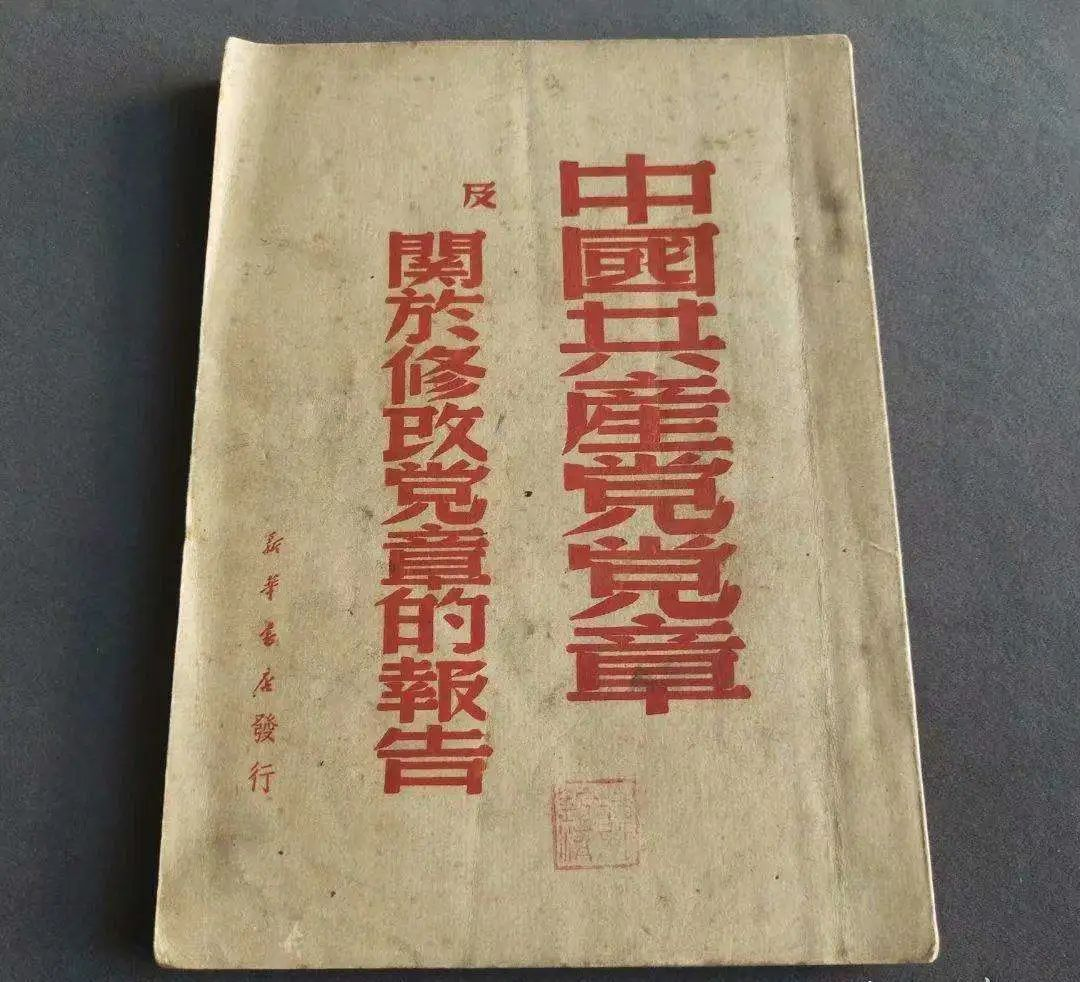 中國共産党党章
及
関於修改党章的報告
新華書店發行